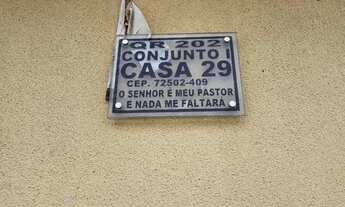 QR 202
CONJUNTO I
CASA 29
CEP. 72502-409
O SENHOR É MEU PASTOR
E NADA ME FALTARÁ